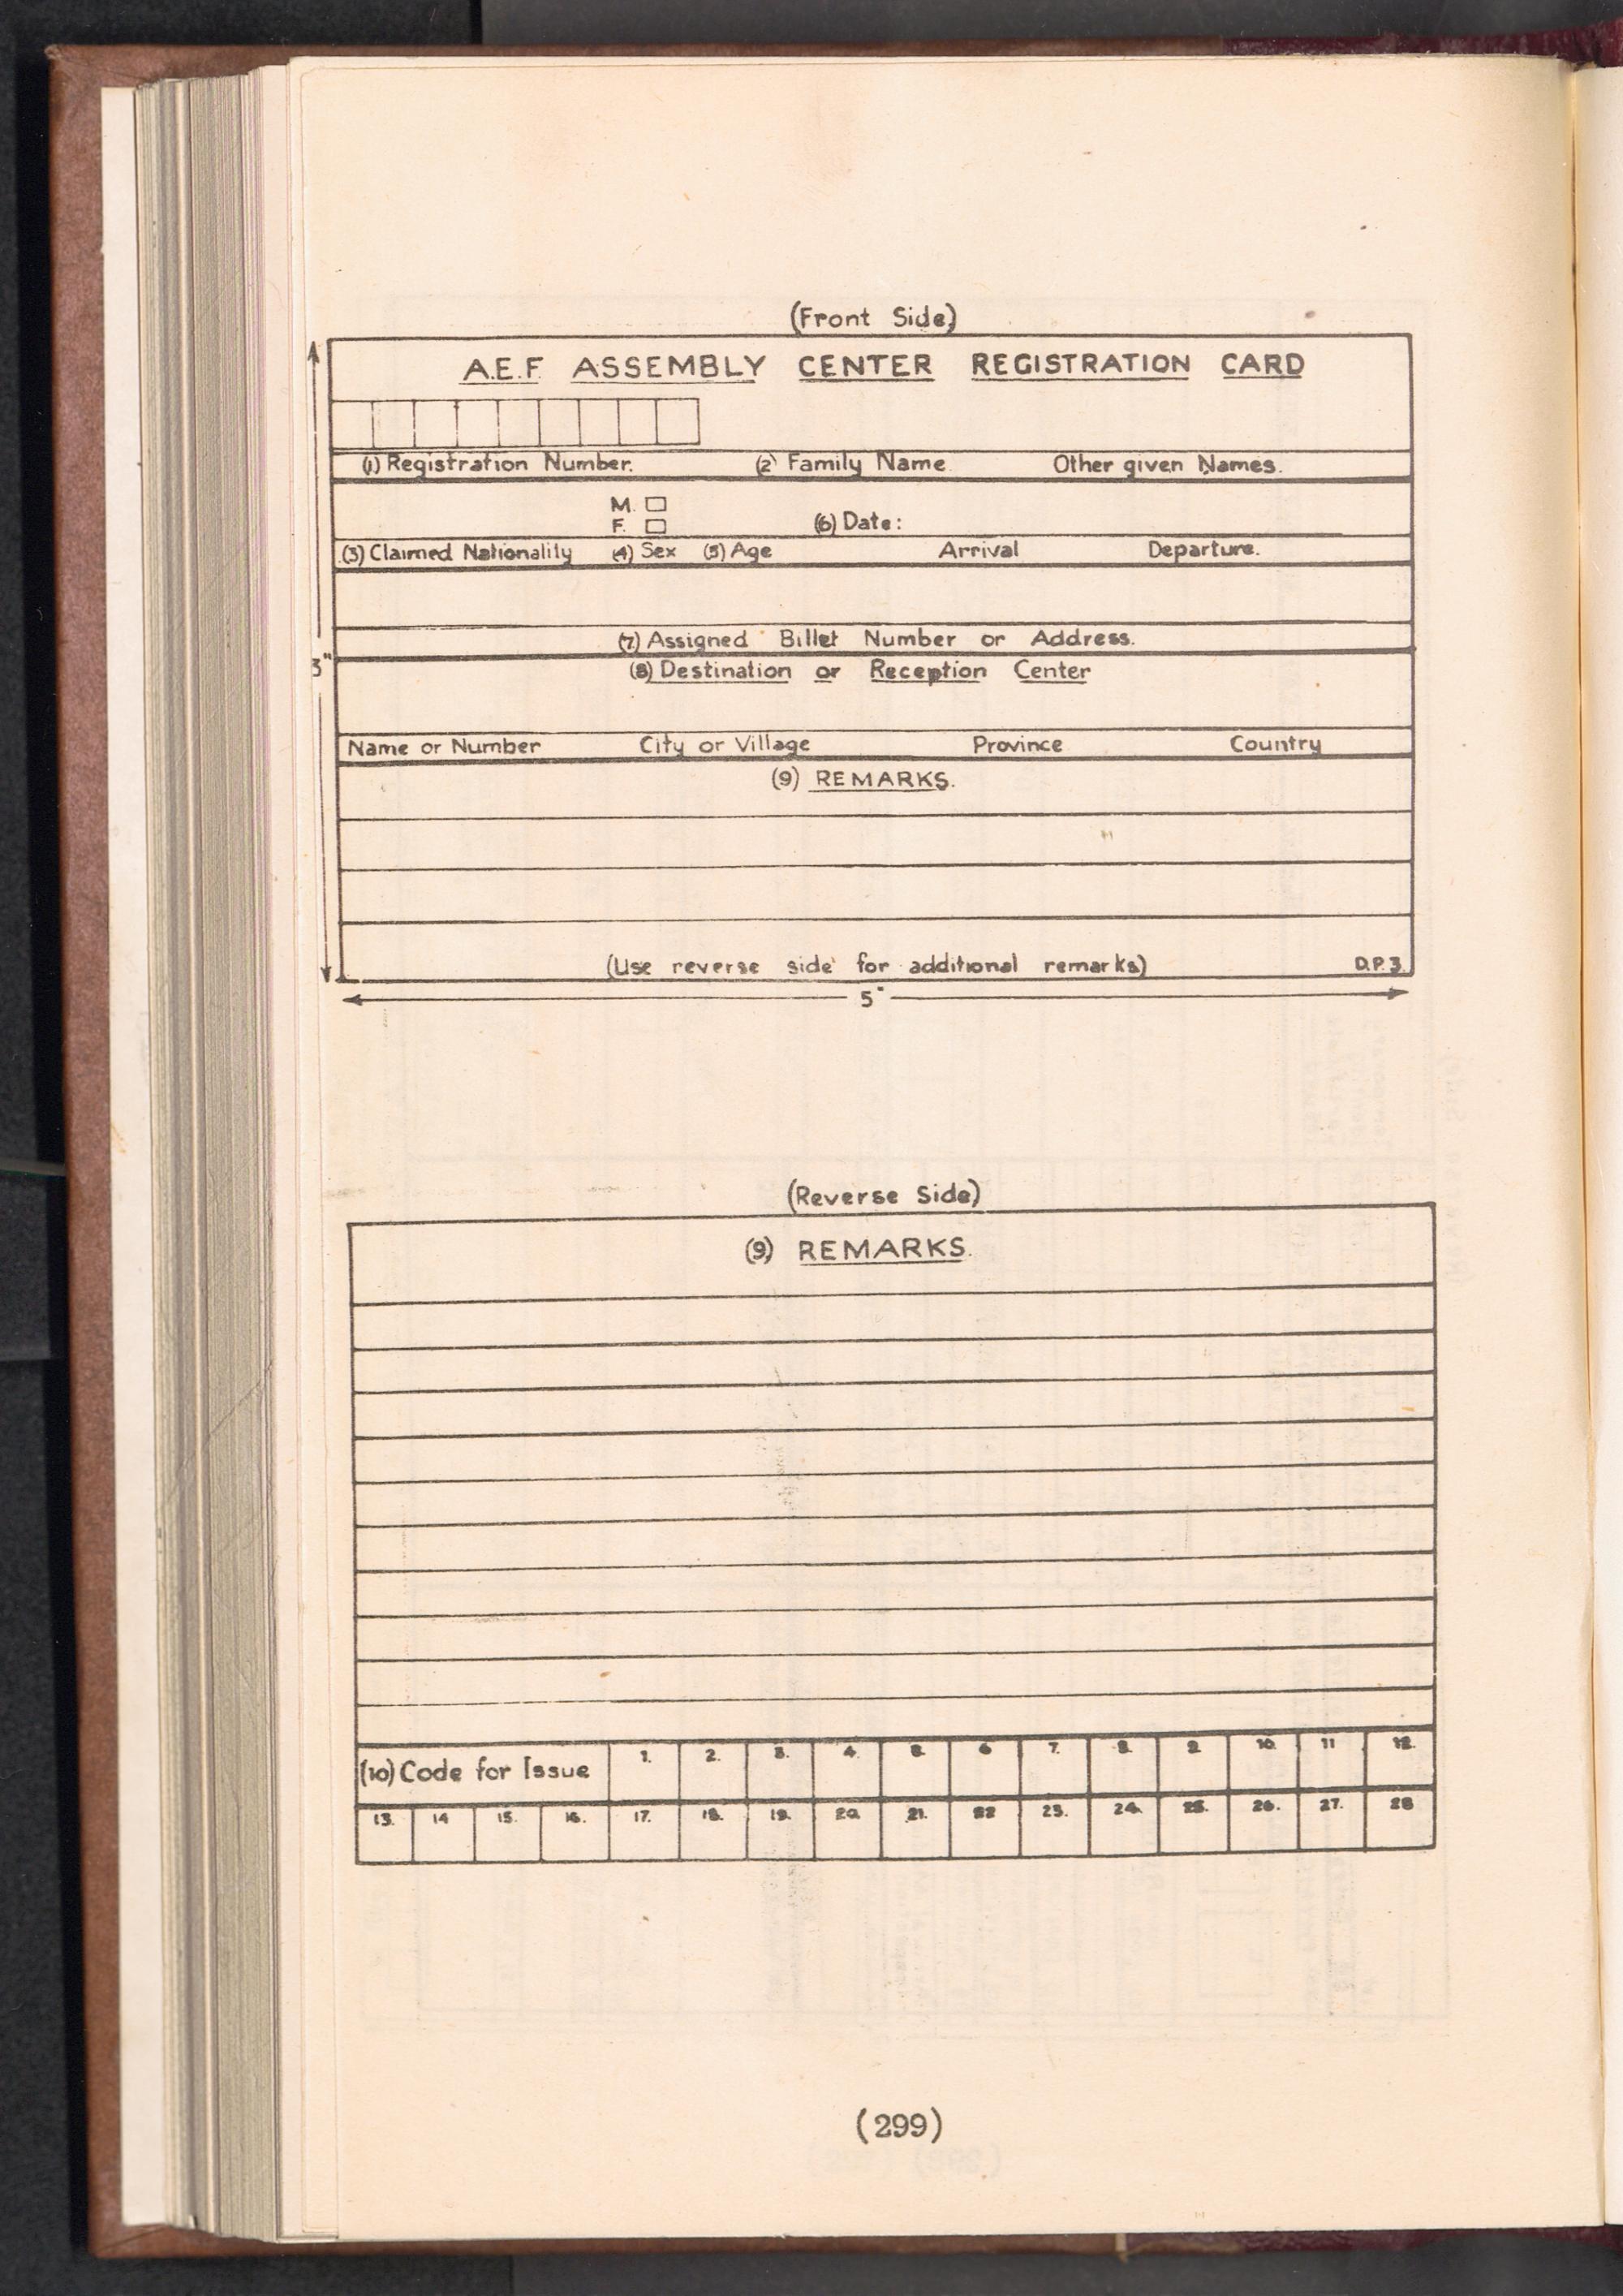 (Front Side)
A.E.F. ASSEMBLY CENTER REGISTRATION CARD
(1) Registration Number. (2) Family Name Other given Names.
M.
F. (6) Date:
(3) Claimed Nationality (4) Sex (5) Age Arrival Departure.
(7) Assigned Billet Number or Address.
3"
(8) Destination or Reception Center
Name or Number City or Village Province Country
(9) REMARKS.
(Use reverse side for additional remarks) D.P.3.
5"
(Reverse Side)
(9) REMARKS.
(10) Code for Issue 1. 2. 3. 4. 5. 6 7. 8. 9. 10. 11 12.
13. 14 15. 16. 17. 18. 19. 20. 21. 22 23. 24. 25. 26. 27. 28
(299)